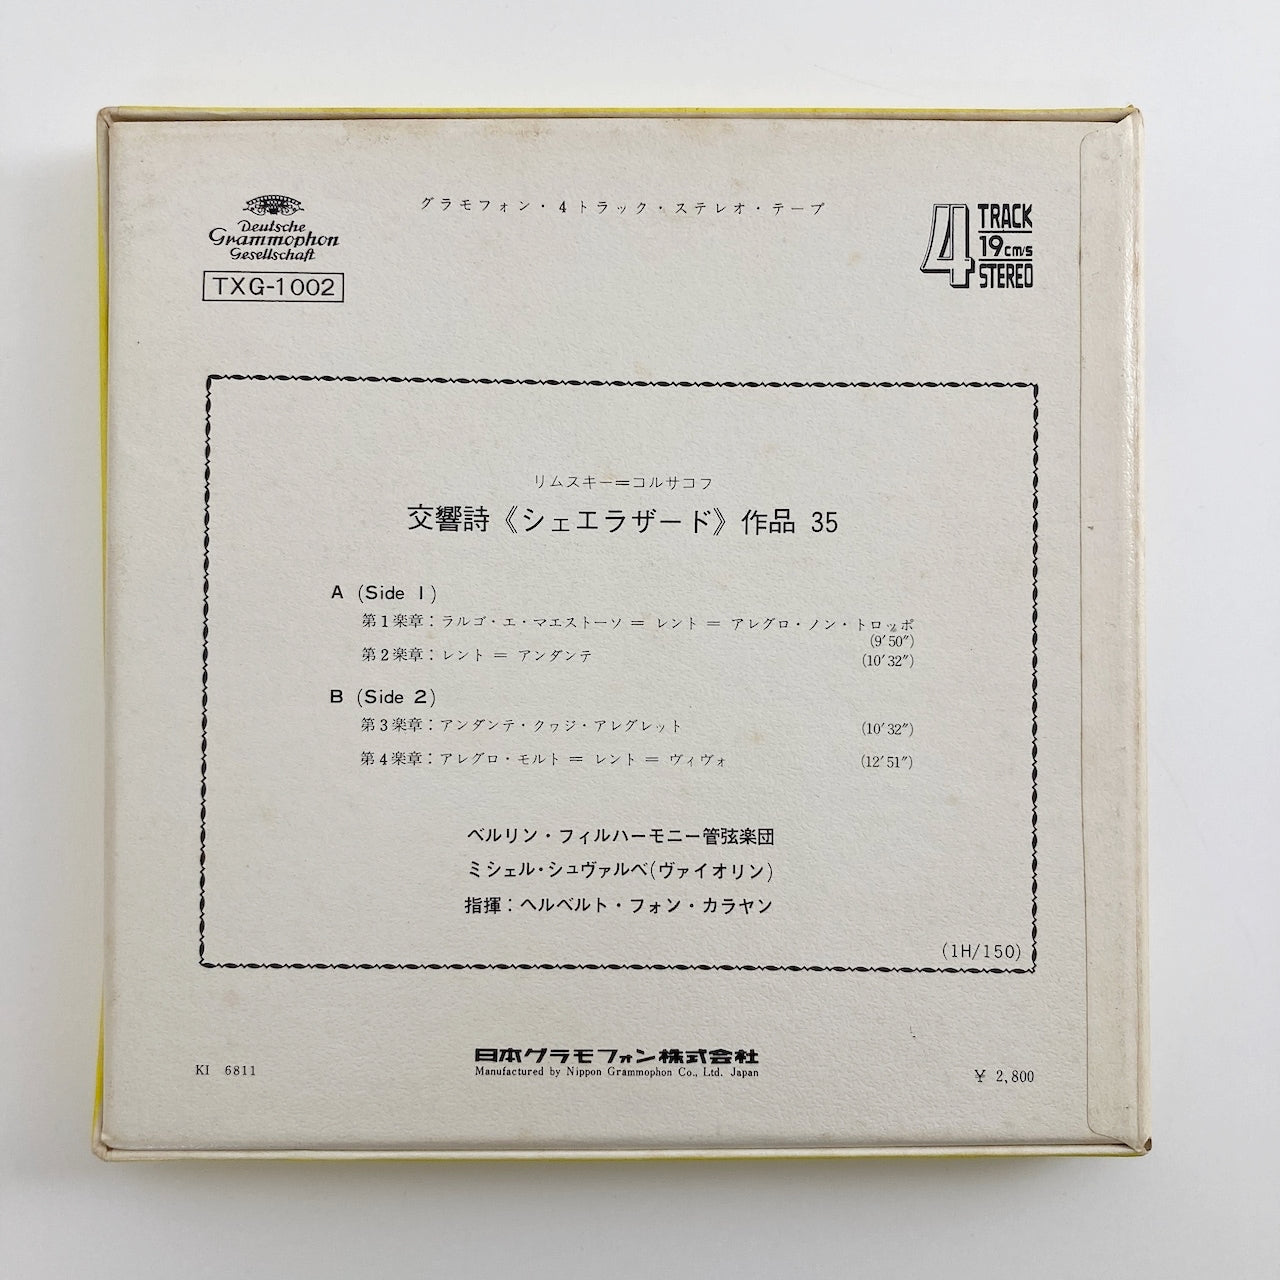 Deutsche
Grammophon
Gesellschaft
TXG-1002
グラモフォン・4トラック・ステレオ・テープ
4 TRACK
19cm/s
STEREO
リムスキー=コルサコフ
交響詩《シェエラザード》作品 35
A (Side 1)
第1楽章：ラルゴ・エ・マエストーソ = レント = アレグロ・ノン・トロッポ
(9′50″)
第2楽章：レント = アンダンテ (10′32″)
B (Side 2)
第3楽章：アンダンテ・クヮジ・アレグレット (10′32″)
第4楽章：アレグロ・モルト = レント = ヴィヴォ (12′51″)
ベルリン・フィルハーモニー管弦楽団
ミシェル・シュヴァルベ(ヴァイオリン)
指揮：ヘルベルト・フォン・カラヤン
(1H/150)
日本グラモフォン株式会社
Manufactured by Nippon Grammophon Co., Ltd. Japan
KI 6811
¥ 2,800